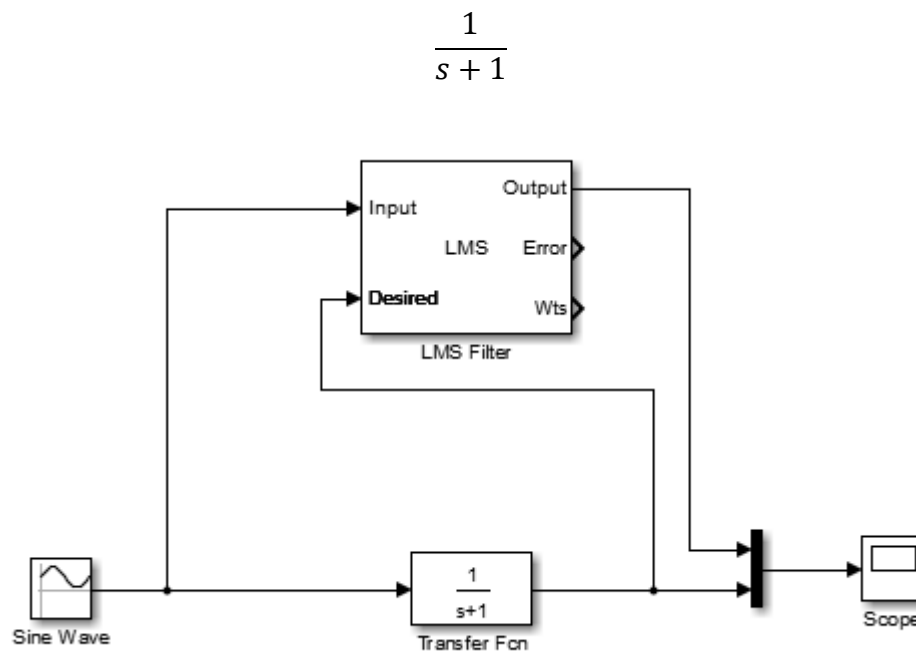 1
s + 1
Output
Input
LMS
Error
Desired
Wts
LMS Filter
1
s+1
Sine Wave
Transfer Fcn
Scope